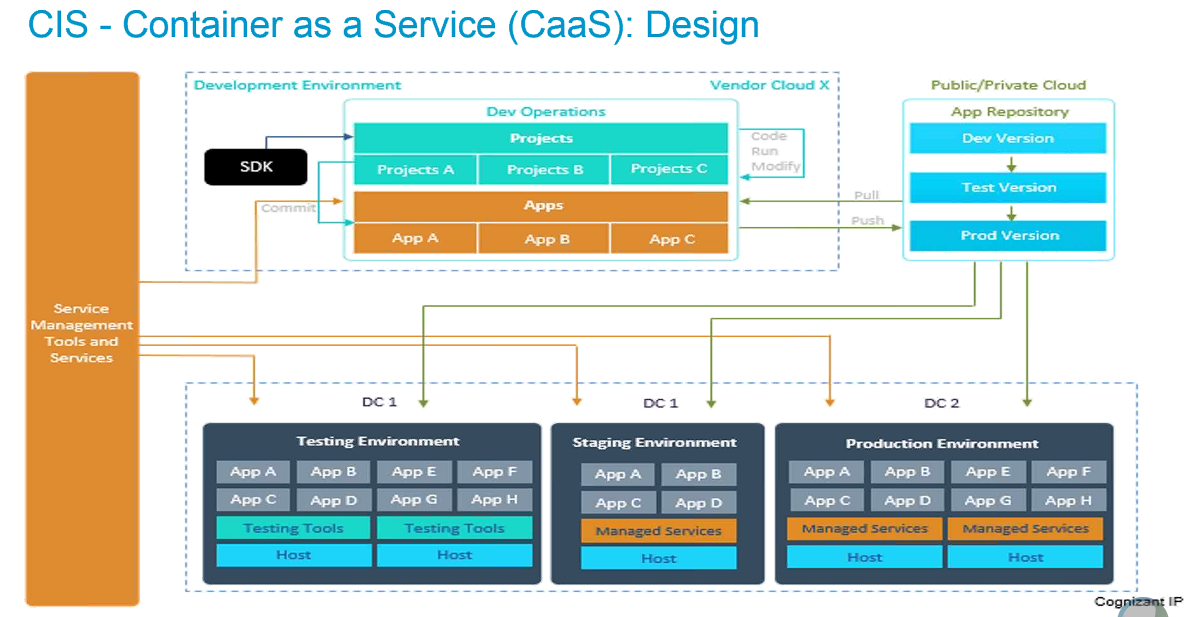 CIS - Container as a Service (CaaS): Design
Development Environment
Vendor Cloud X
Public/Private Cloud
Dev Operations
App Repository
SDK
Projects
Projects A
Projects B
Projects C
Code
Run
Modify
Dev Version
Test Version
Prod Version
Commit
Apps
App A
App B
App C
Pull
Push
Service
Management
Tools and
Services
DC 1
DC 1
DC 2
Testing Environment
App A
App B
App E
App F
App C
App D
App G
App H
Testing Tools
Testing Tools
Host
Host
Staging Environment
App A
App B
App C
App D
Managed Services
Host
Production Environment
App A
App B
App E
App F
App C
App D
App G
App H
Managed Services
Managed Services
Host
Host
Cognizant IP